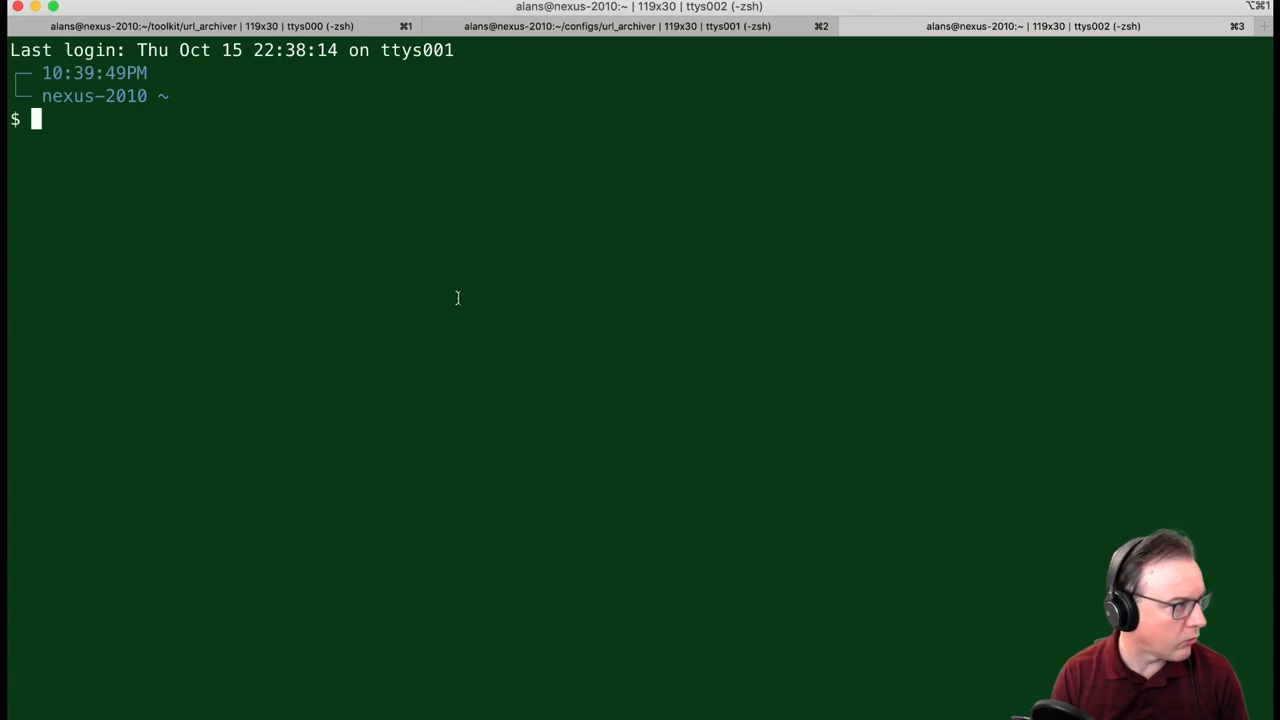 alans@nexus-2010:~ | 119x30 | ttys002 (-zsh)
⌥⌘1
alans@nexus-2010:~/toolkit/url_archiver | 119x30 | ttys000 (-zsh) ⌘1
alans@nexus-2010:~/configs/url_archiver | 119x30 | ttys001 (-zsh) ⌘2
alans@nexus-2010:~ | 119x30 | ttys002 (-zsh) ⌘3
Last login: Thu Oct 15 22:38:14 on ttys001
10:39:49PM
nexus-2010 ~
$